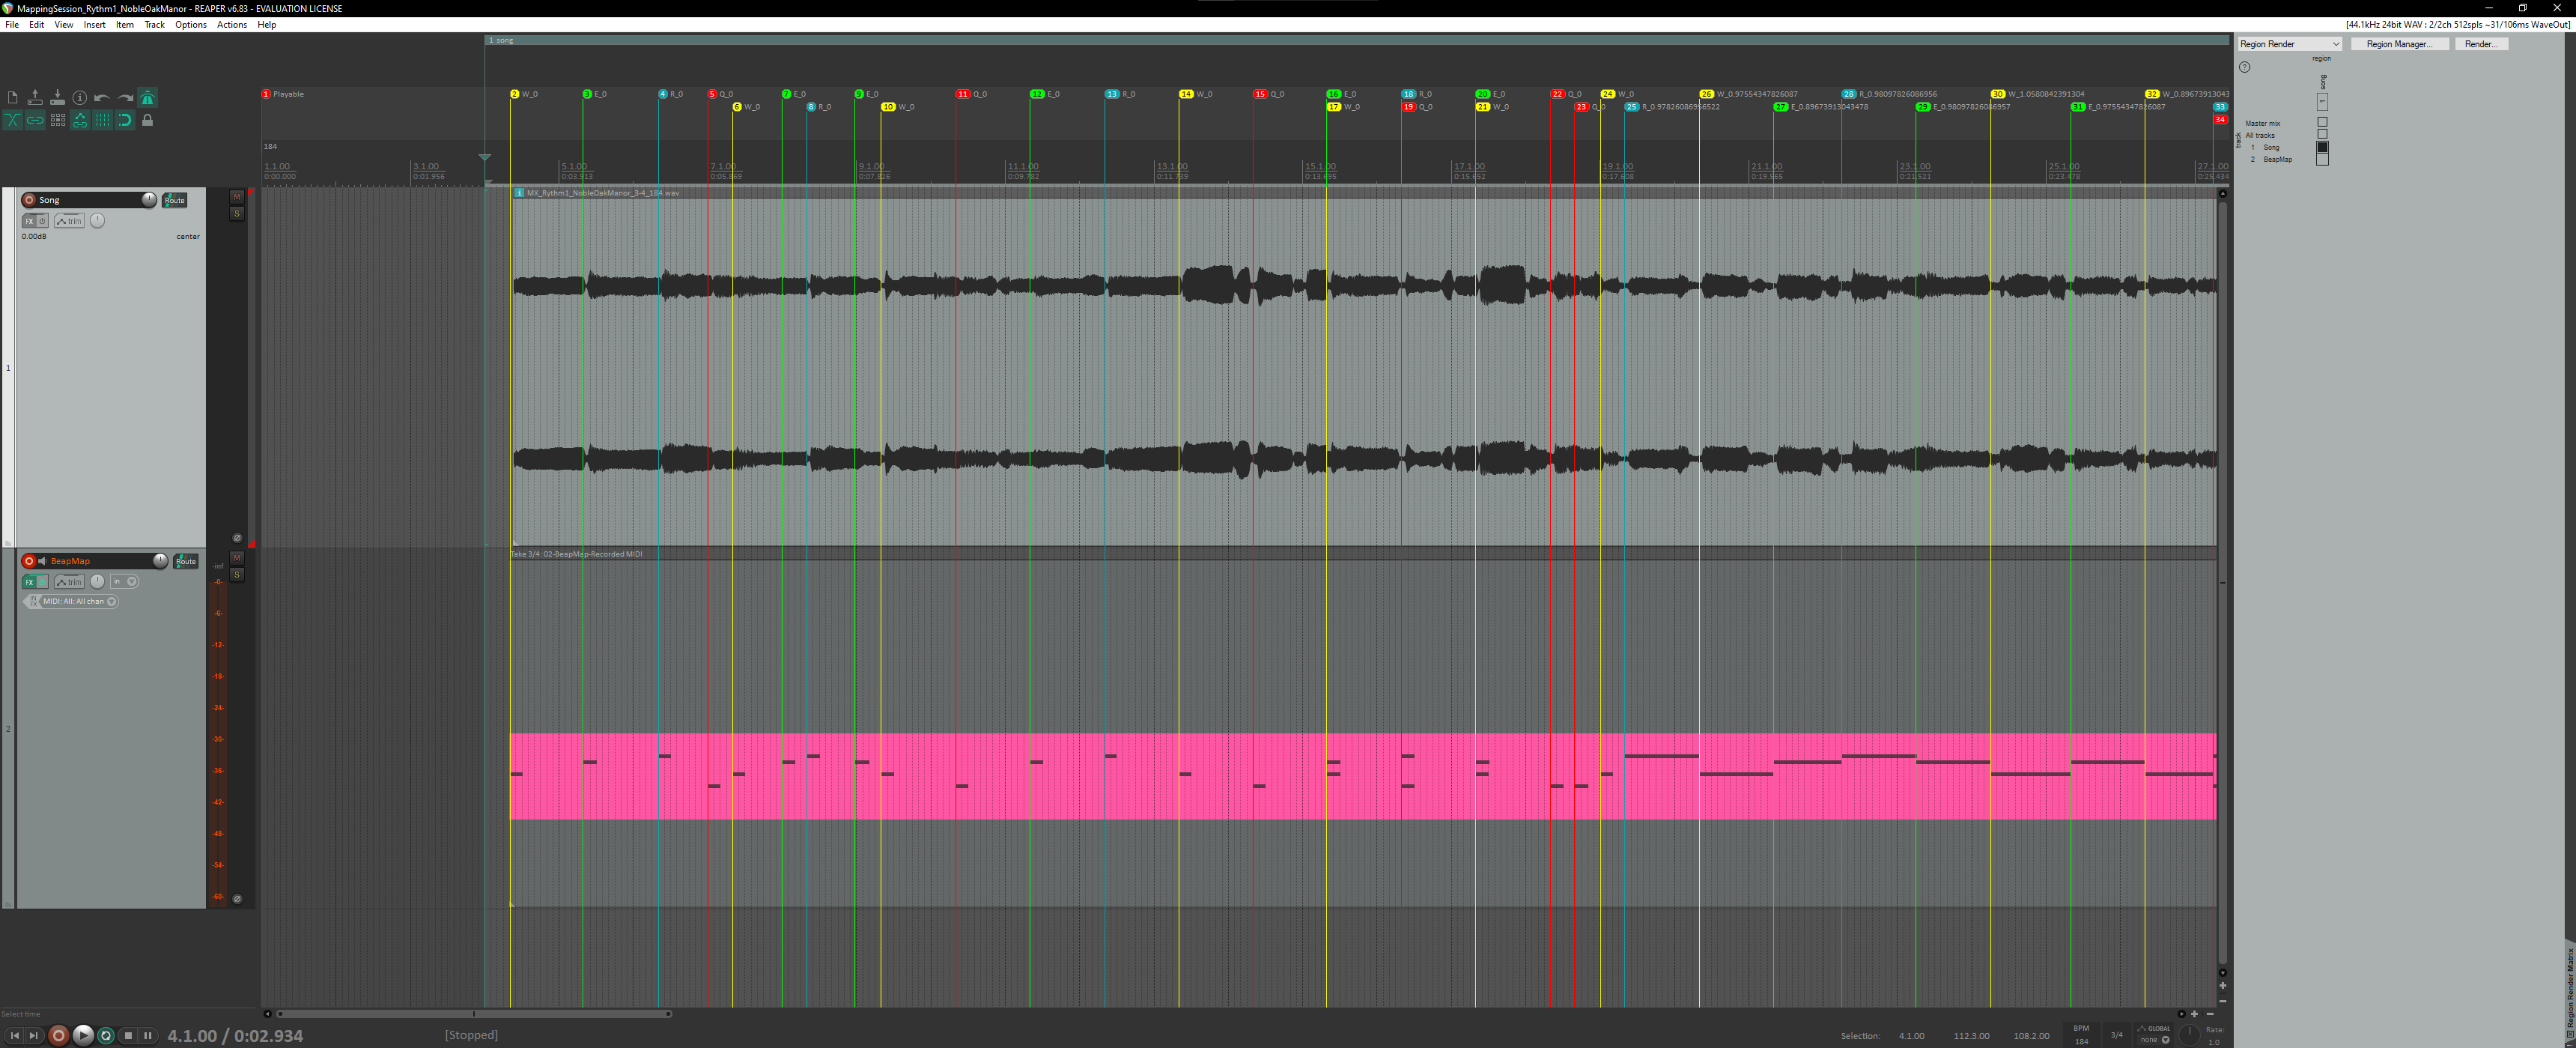 MappingSession_Rythm1_NobleOakManor - REAPER v6.83 - EVALUATION LICENSE
File Edit View Insert Item Track Options Actions Help
[44.1kHz 24bit WAV : 2/2ch 512spls ~31/106ms WaveOut]
1 song
Region Render
Region Manager...
Render...
region
song
1
track
Master mix
All tracks
1 Song
2 BeapMap
1 Playable
2 W_0
3 E_0
4 R_0
5 Q_0
6 W_0
7 E_0
8 R_0
9 E_0
10 W_0
11 Q_0
12 E_0
13 R_0
14 W_0
15 Q_0
16 E_0
17 W_0
18 R_0
19 Q_0
20 E_0
21 W_0
22 Q_0
23 Q_0
24 W_0
25 R_0.97826086956522
26 W_0.97554347826087
27 E_0.89673913043478
28 R_0.98097826086956
29 E_0.98097826086957
30 W_1.0580842391304
31 E_0.97554347826087
32 W_0.89673913043
33
34
184
1.1.00 3.1.00 5.1.00 7.1.00 9.1.00 11.1.00 13.1.00 15.1.00 17.1.00 19.1.00 21.1.00 23.1.00 25.1.00 27.1.00
0:00.000 0:01.956 0:03.913 0:05.869 0:07.826 0:09.782 0:11.739 0:13.695 0:15.652 0:17.608 0:19.565 0:21.521 0:23.478 0:25.434
Song
Route
M
S
FX
trim
0.00dB center
1
MX_Rythm1_NobleOakManor_3-4_184.wav
BeapMap
Route
M
S
FX
trim
in
IN FX
MIDI: All: All chan
2
-inf
-0-
-6-
-12-
-18-
-24-
-30-
-36-
-42-
-48-
-54-
-60-
Take 3/4: 02-BeapMap-Recorded MIDI
Region Render Matrix
Select time
4.1.00 / 0:02.934
[Stopped]
Selection: 4.1.00 112.3.00 108.2.00
BPM
184
3/4
GLOBAL
none
Rate:
1.0